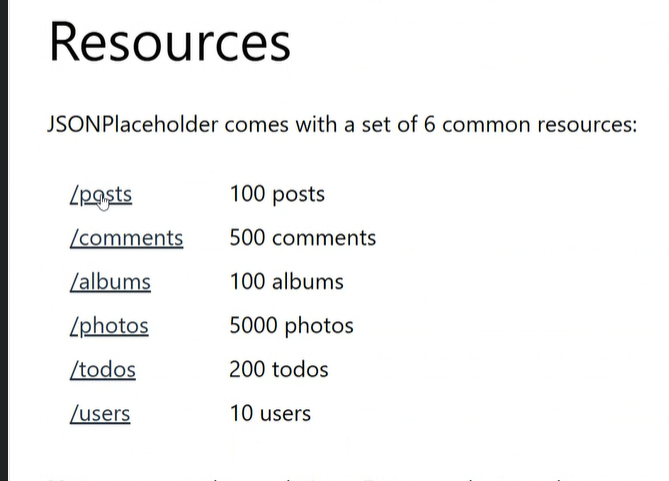 Resources
JSONPlaceholder comes with a set of 6 common resources:
/posts 100 posts
/comments 500 comments
/albums 100 albums
/photos 5000 photos
/todos 200 todos
/users 10 users